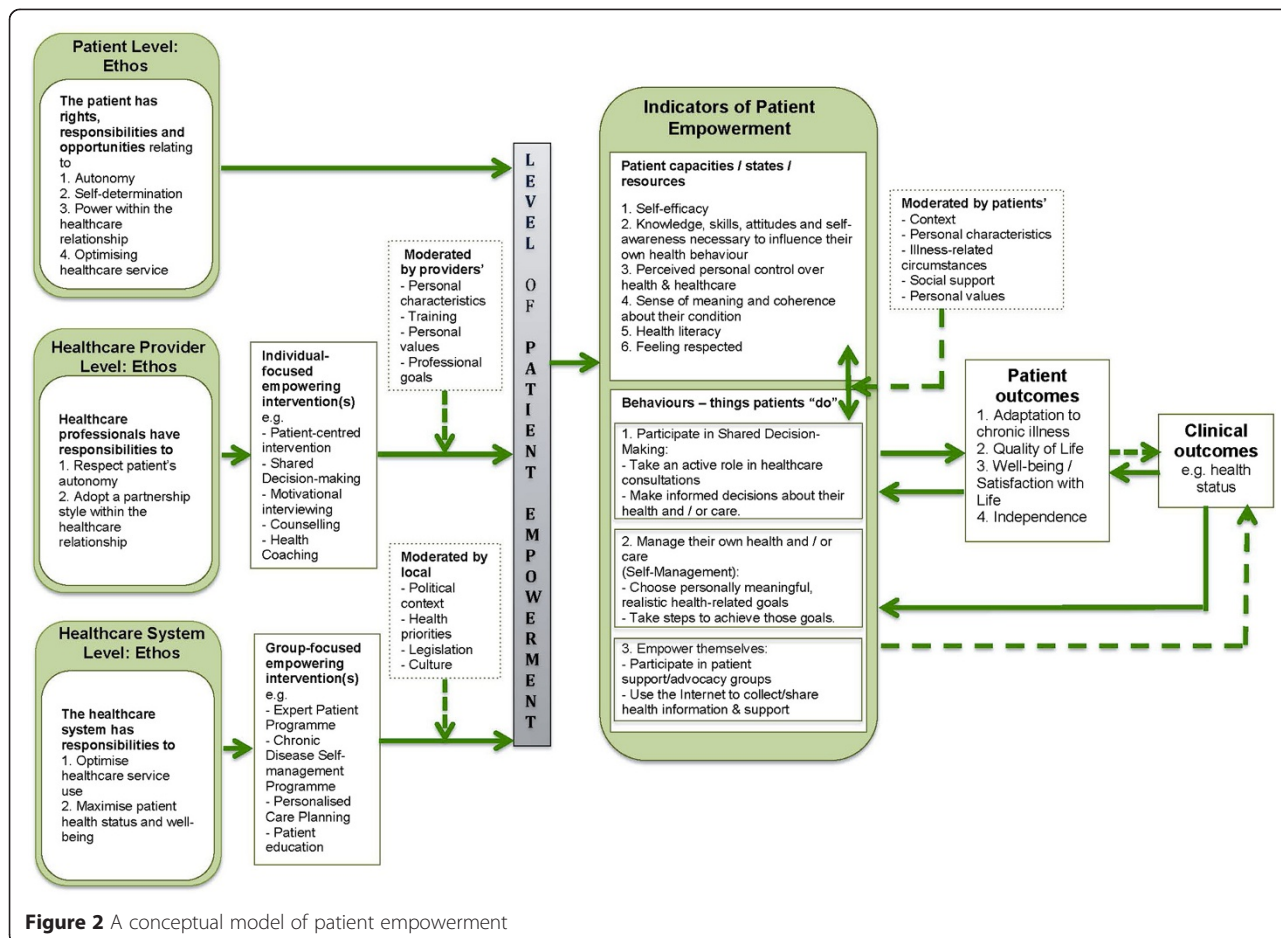 Patient Level:
Ethos
The patient has
rights,
responsibilities and
opportunities relating
to
1. Autonomy
2. Self-determination
3. Power within the
healthcare
relationship
4. Optimising
healthcare service
Healthcare Provider
Level: Ethos
Healthcare
professionals have
responsibilities to
1. Respect patient's
autonomy
2. Adopt a partnership
style within the
healthcare
relationship
Healthcare System
Level: Ethos
The healthcare
system has
responsibilities to
1. Optimise
healthcare service
use
2. Maximise patient
health status and well-
being
Individual-
focused
empowering
intervention(s)
e.g.
- Patient-centred
intervention
- Shared
Decision-making
- Motivational
interviewing
- Counselling
- Health
Coaching
Group-focused
empowering
intervention(s)
e.g.
- Expert Patient
Programme
- Chronic
Disease Self-
management
Programme
- Personalised
Care Planning
- Patient
education
Moderated by
providers'
- Personal
characteristics
- Training
- Personal
values
- Professional
goals
Moderated by
local
- Political
context
- Health
priorities
- Legislation
- Culture
LEVEL OF PATIENT EMPOWERMENT
Indicators of Patient
Empowerment
Patient capacities / states /
resources
1. Self-efficacy
2. Knowledge, skills, attitudes and self-
awareness necessary to influence their
own health behaviour
3. Perceived personal control over
health & healthcare
4. Sense of meaning and coherence
about their condition
5. Health literacy
6. Feeling respected
Behaviours – things patients “do”
1. Participate in Shared Decision-
Making:
- Take an active role in healthcare
consultations
- Make informed decisions about their
health and / or care.
2. Manage their own health and / or
care
(Self-Management):
- Choose personally meaningful,
realistic health-related goals
- Take steps to achieve those goals.
3. Empower themselves:
- Participate in patient
support/advocacy groups
- Use the Internet to collect/share
health information & support
Moderated by patients'
- Context
- Personal characteristics
- Illness-related
circumstances
- Social support
- Personal values
Patient
outcomes
1. Adaptation to
chronic illness
2. Quality of Life
3. Well-being /
Satisfaction with
Life
4. Independence
Clinical
outcomes
e.g. health
status
Figure 2 A conceptual model of patient empowerment